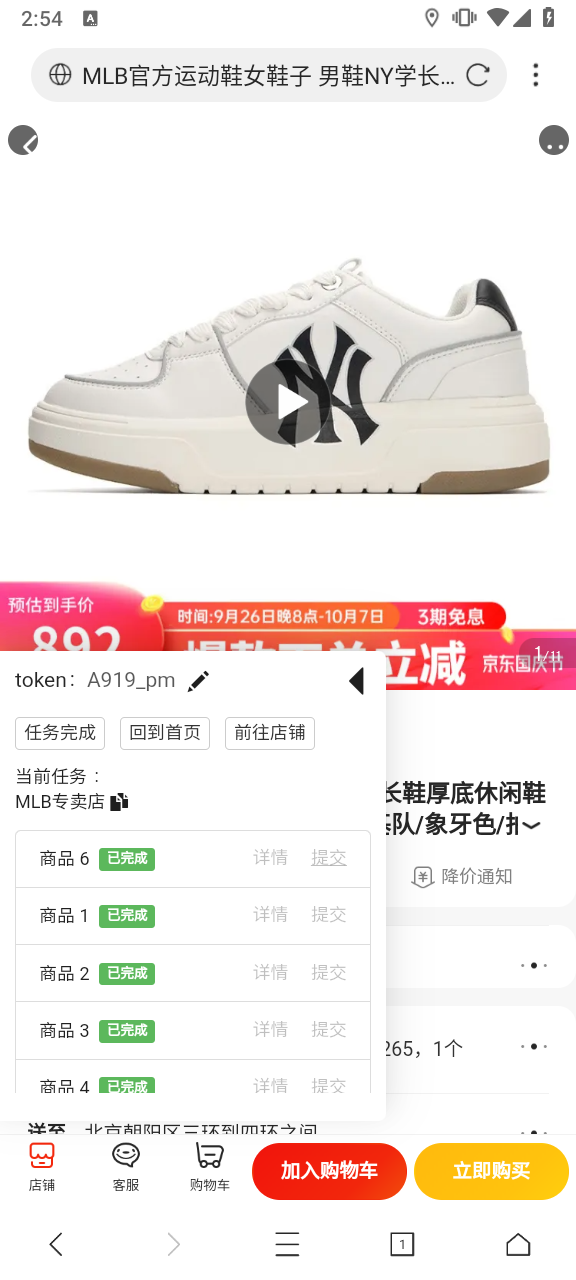 2:54
A
MLB官方运动鞋女鞋子 男鞋NY学长...
NY
预估到手价
892
时间:9月26日晚8点-10月7日
3期免息
立减
京东国庆节
1/11
token: A919_pm
任务完成
回到首页
前往店铺
当前任务：
MLB专卖店
长鞋厚底休闲鞋
队/象牙色/
降价通知
商品 6 已完成 详情 提交
商品 1 已完成 详情 提交
商品 2 已完成 详情 提交
商品 3 已完成 详情 提交
265，1个
商品 4 已完成 详情 提交
送至 北京朝阳区三环到四环之间
店铺
客服
购物车
加入购物车
立即购买
1